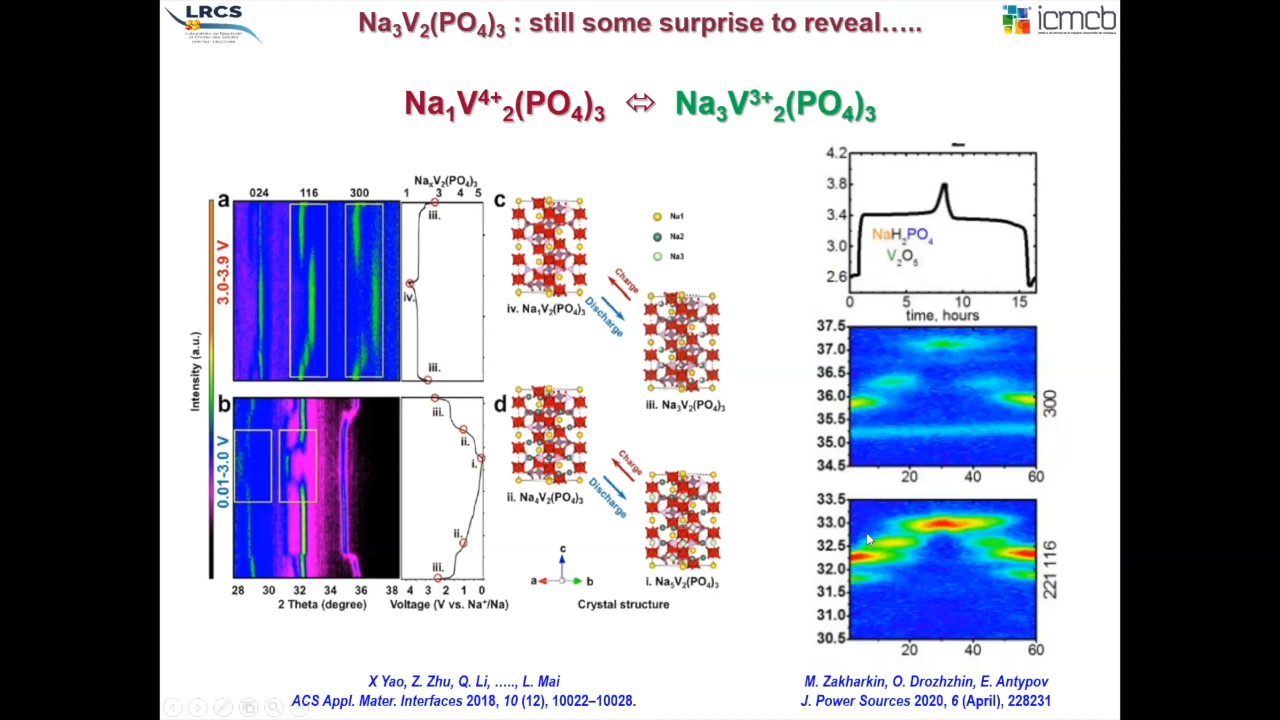 LRCS
Na3V2(PO4)3 : still some surprise to reveal…..
icmcb
Na1V4+2(PO4)3 ⇔ Na3V3+2(PO4)3
a
024 116 300
NaxV2(PO4)3
1 3 4 5
iii.
iv.
iii.
3.0-3.9 V
Intensity (a.u.)
b
0.01-3.0 V
iii.
ii.
i.
ii.
iii.
28 30 32 34 36 38
2 Theta (degree)
4 3 2 1 0
Voltage (V vs. Na+/Na)
c
Na1
Na2
Na3
Charge
Discharge
iv. Na1V2(PO4)3
iii. Na3V2(PO4)3
d
Charge
Discharge
ii. Na4V2(PO4)3
i. Na5V2(PO4)3
c
a b
Crystal structure
4.2
3.8
3.4
3.0
2.6
NaH2PO4
V2O5
0 5 10 15
time, hours
37.5
37.0
36.5
36.0
35.5
35.0
34.5
300
20 40 60
33.5
33.0
32.5
32.0
31.5
31.0
30.5
221 116
20 40 60
X Yao, Z. Zhu, Q. Li, ….., L. Mai
ACS Appl. Mater. Interfaces 2018, 10 (12), 10022–10028.
M. Zakharkin, O. Drozhzhin, E. Antypov
J. Power Sources 2020, 6 (April), 228231